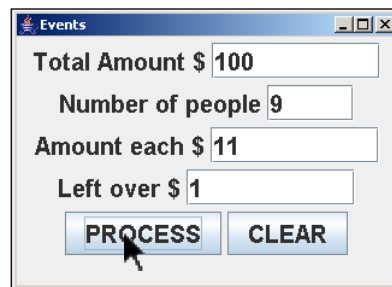 Events
Total Amount $ 100
Number of people 9
Amount each $ 11
Left over $ 1
PROCESS CLEAR